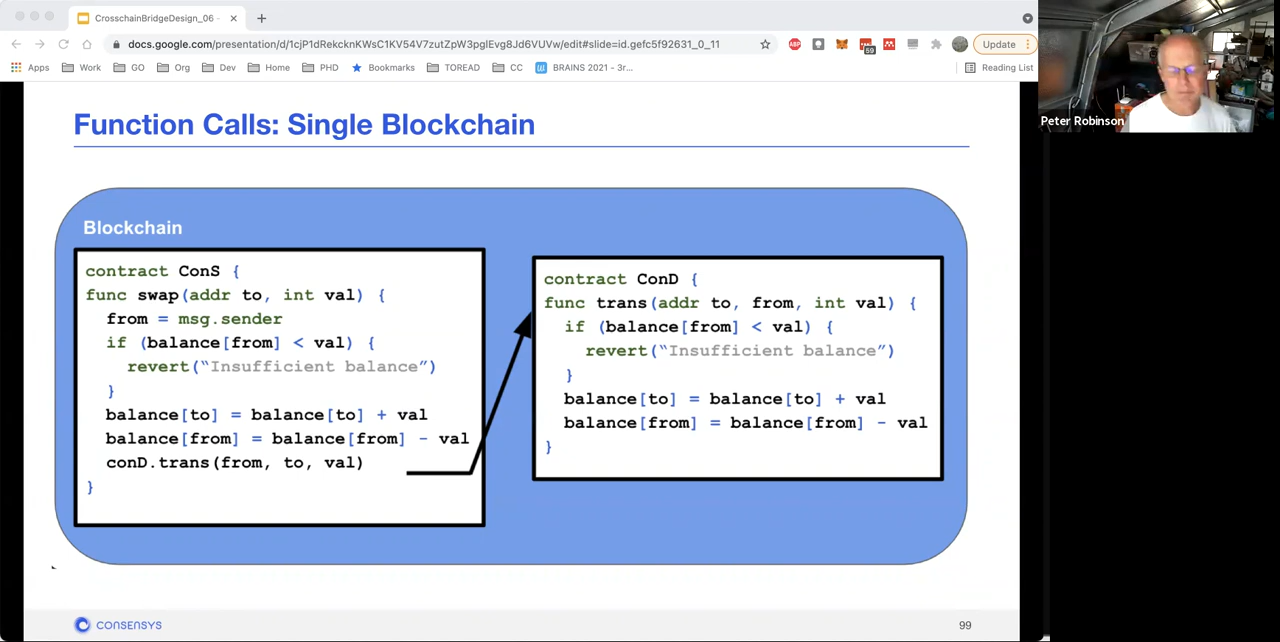 CrosschainBridgeDesign_06 -
docs.google.com/presentation/d/1cjP1dRekcknKWsC1KV54V7zutZpW3pglEvg8Jd6VUVw/edit#slide=id.gefc5f92631_0_11
ABP
59
Update
Apps
Work
GO
Org
Dev
Home
PHD
Bookmarks
TOREAD
CC
BRAINS 2021 - 3r...
Reading List
Peter Robinson
Function Calls: Single Blockchain
Blockchain
contract ConS {
func swap(addr to, int val) {
from = msg.sender
if (balance[from] < val) {
revert(“Insufficient balance”)
}
balance[to] = balance[to] + val
balance[from] = balance[from] - val
conD.trans(from, to, val)
}
contract ConD {
func trans(addr to, from, int val) {
if (balance[from] < val) {
revert(“Insufficient balance”)
}
balance[to] = balance[to] + val
balance[from] = balance[from] - val
}
CONSENSYS
99